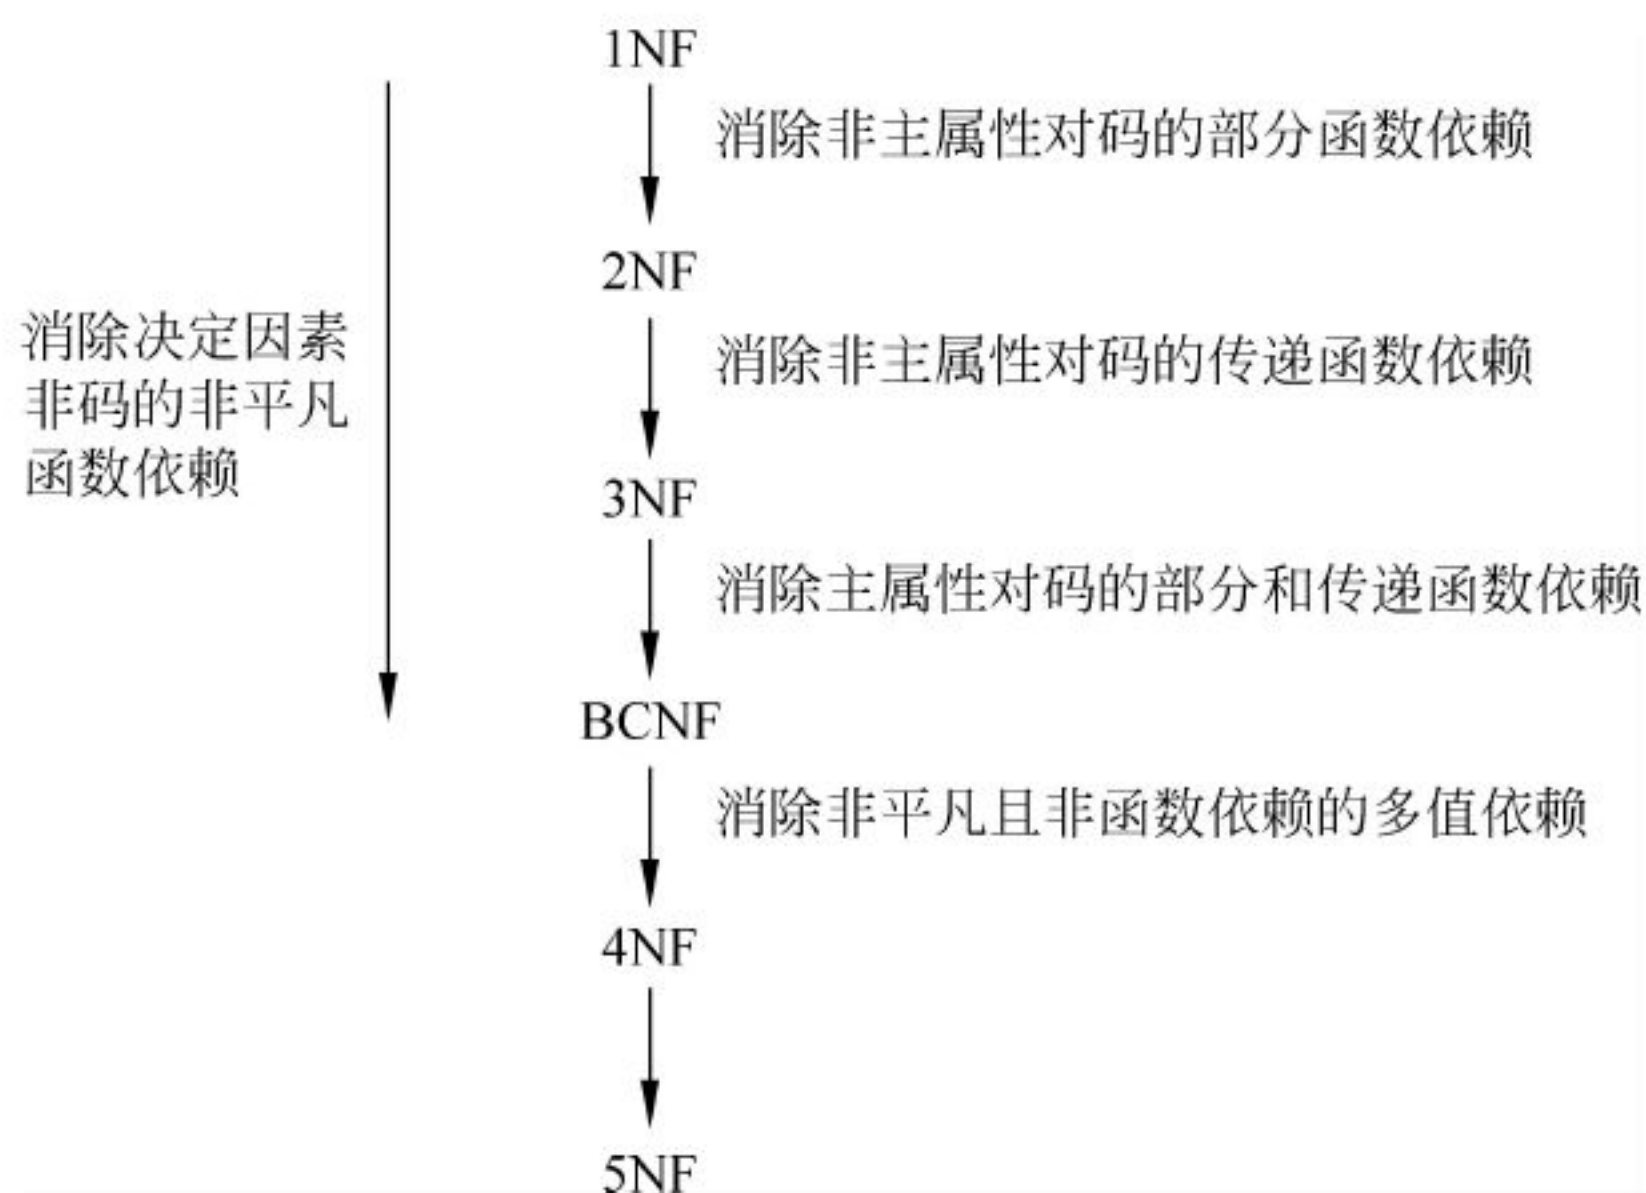 1NF
消除非主属性对码的部分函数依赖
2NF
消除决定因素
非码的非平凡
函数依赖
消除非主属性对码的传递函数依赖
3NF
消除主属性对码的部分和传递函数依赖
BCNF
消除非平凡且非函数依赖的多值依赖
4NF
5NF